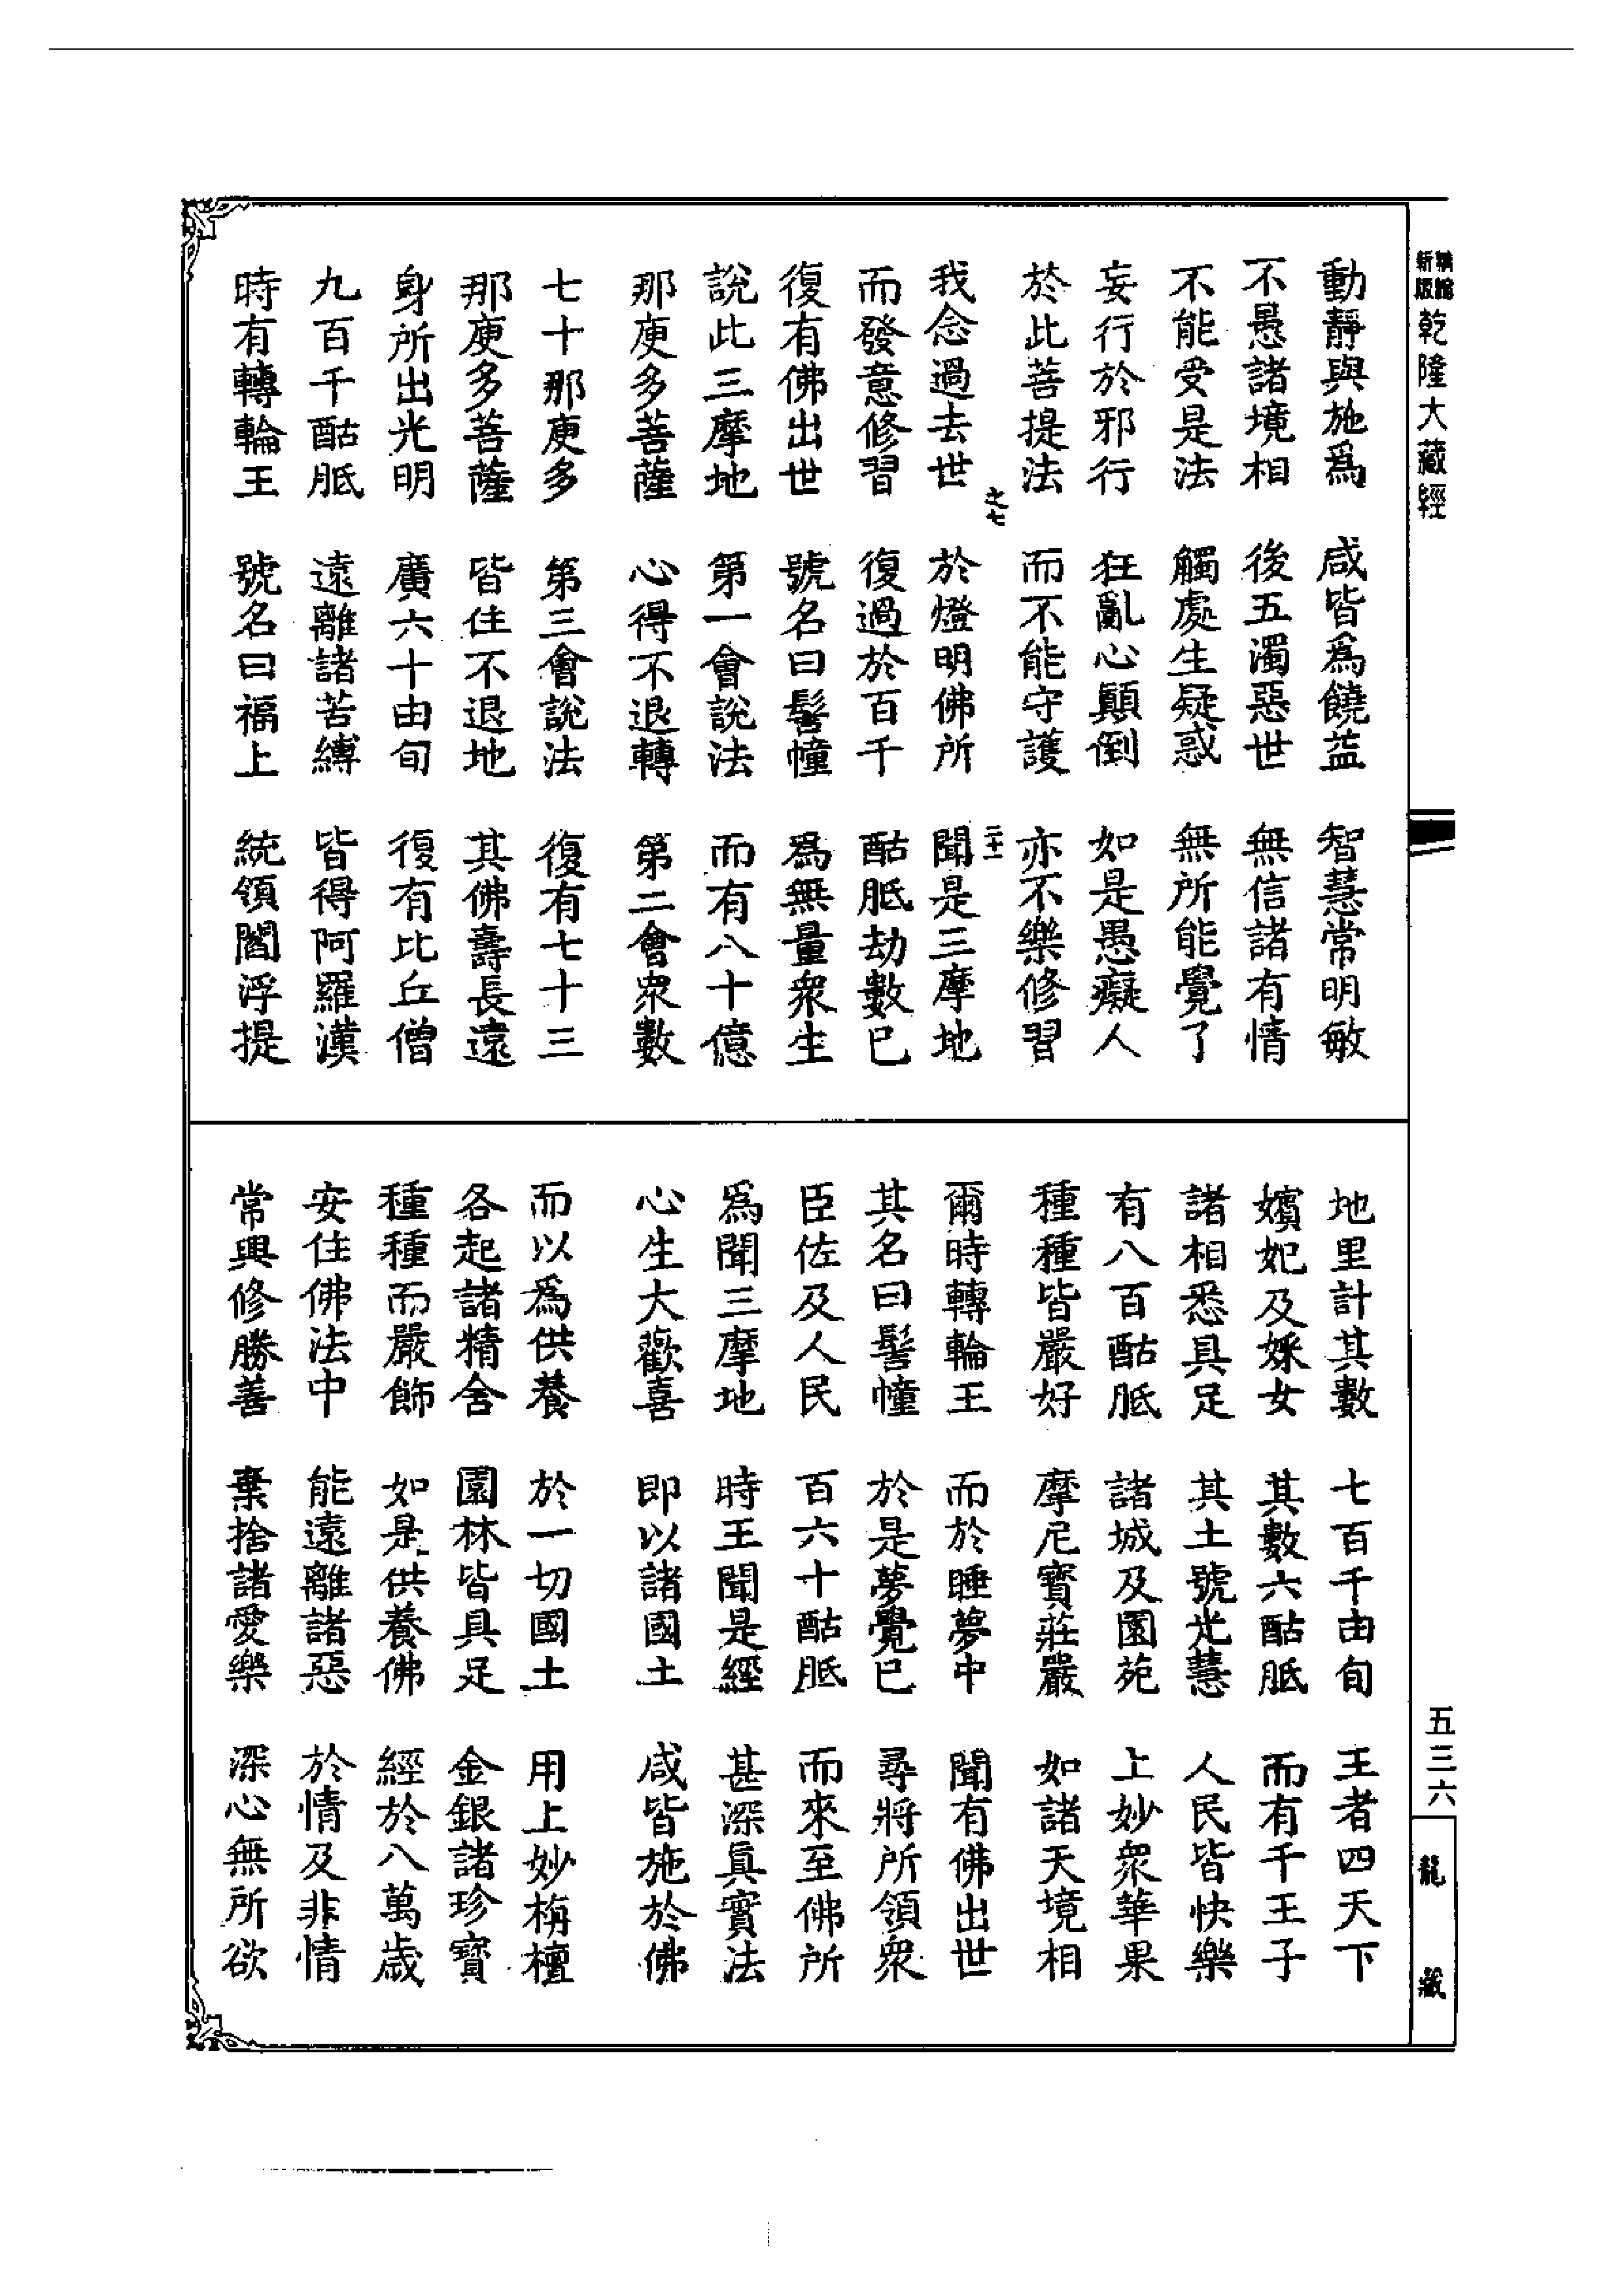 新版
精縮
乾隆大藏經
動靜與施爲 咸皆爲饒益 智慧常明敏
不愚諸境相 後五濁惡世 無信諸有情
不能受是法 觸處生疑惑 無所能覺了
妄行於邪行 狂亂心顚倒 如是愚癡人
於此菩提法 而不能守護 亦不樂修習
之七 二十一
我念過去世 於燈明佛所 聞是三摩地
而發意修習 復過於百千 酤胝劫數已
復有佛出世 號名曰髻幢 爲無量衆生
說此三摩地 第一會說法 而有八十億
那庾多菩薩 心得不退轉 第二會衆數
七十那庾多 第三會說法 復有七十三
那庾多菩薩 皆住不退地 其佛壽長遠
身所出光明 廣六十由旬 復有比丘僧
九百千酤胝 遠離諸苦縛 皆得阿羅漢
時有轉輪王 號名曰福上 統領閻浮提
地里計其數 七百千由旬 王者四天下
嬪妃及婇女 其數六酤胝 而有千王子
諸相悉具足 其土號光慧 人民皆快樂
有八百酤胝 諸城及園苑 上妙衆華果
種種皆嚴好 摩尼寶莊嚴 如諸天境相
爾時轉輪王 而於睡夢中 聞有佛出世
其名曰髻幢 於是夢覺已 尋將所領衆
臣佐及人民 百六十酤胝 而來至佛所
爲聞三摩地 時王聞是經 甚深眞實法
心生大歡喜 即以諸國土 咸皆施於佛
而以爲供養 於一切國土 用上妙栴檀
各起諸精舍 園林皆具足 金銀諸珍寶
種種而嚴飾 如是供養佛 經於八萬歲
安住佛法中 能遠離諸惡 於情及非情
常興修勝善 棄捨諸愛樂 深心無所欲
五三六
龍藏